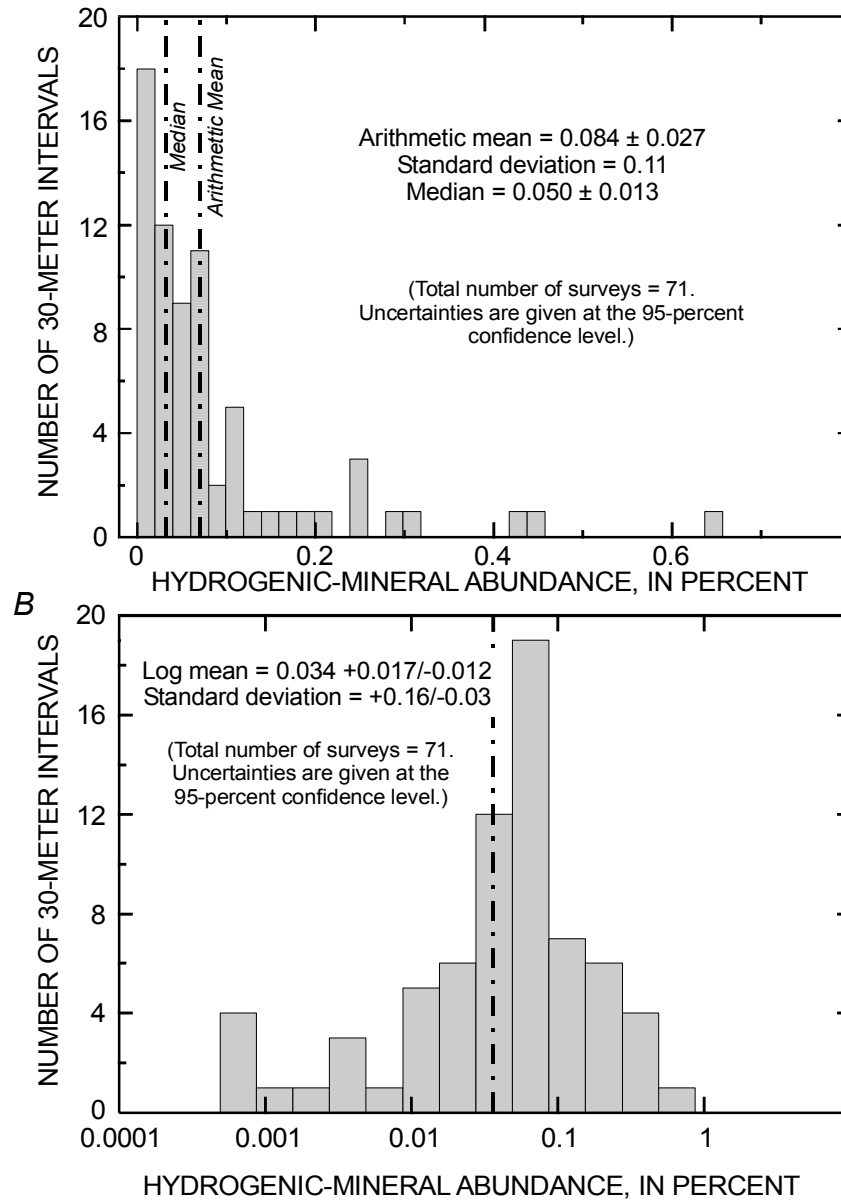 20
16
12
8
4
0
NUMBER OF 30-METER INTERVALS
Median
Arithmettic Mean
Arithmetic mean = 0.084 ± 0.027
Standard deviation = 0.11
Median = 0.050 ± 0.013
(Total number of surveys = 71.
Uncertainties are given at the 95-percent
confidence level.)
0 0.2 0.4 0.6
HYDROGENIC-MINERAL ABUNDANCE, IN PERCENT
B
20
16
12
8
4
0
NUMBER OF 30-METER INTERVALS
Log mean = 0.034 +0.017/-0.012
Standard deviation = +0.16/-0.03
(Total number of surveys = 71.
Uncertainties are given at the
95-percent confidence level.)
0.0001 0.001 0.01 0.1 1
HYDROGENIC-MINERAL ABUNDANCE, IN PERCENT